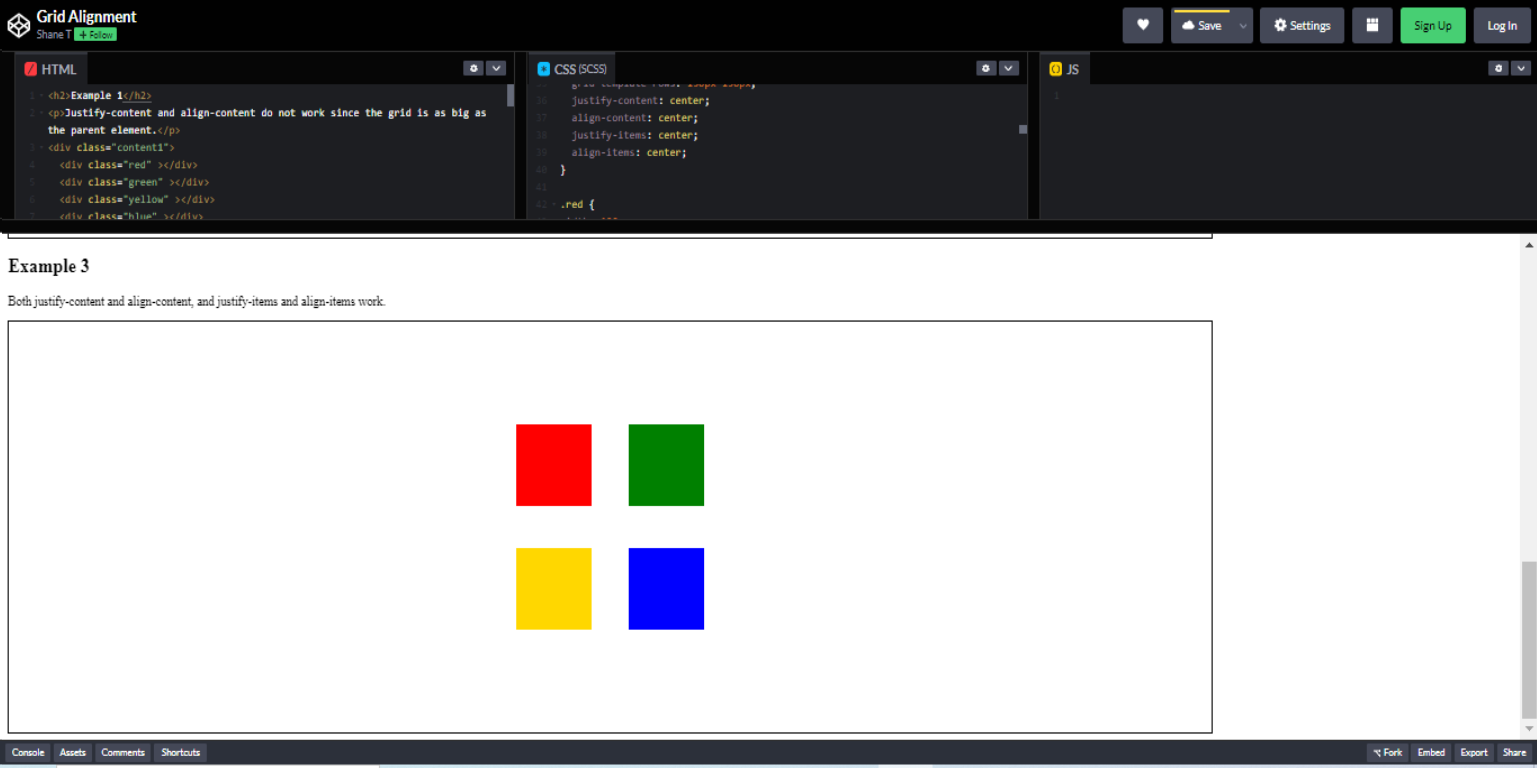 Grid Alignment
Shane T + Follow
Save
Settings
Sign Up
Log In
HTML
CSS (SCSS)
JS
1 <h2>Example 1</h2>
2 <p>Justify-content and align-content do not work since the grid is as big as
the parent element.</p>
3 <div class="content1">
4 <div class="red" ></div>
5 <div class="green" ></div>
6 <div class="yellow" ></div>
7 <div class="blue" ></div>
35 grid-template-rows: 150px 150px;
36 justify-content: center;
37 align-content: center;
38 justify-items: center;
39 align-items: center;
40 }
41
42 .red {
1
Example 3
Both justify-content and align-content, and justify-items and align-items work.
Console Assets Comments Shortcuts
Fork Embed Export Share